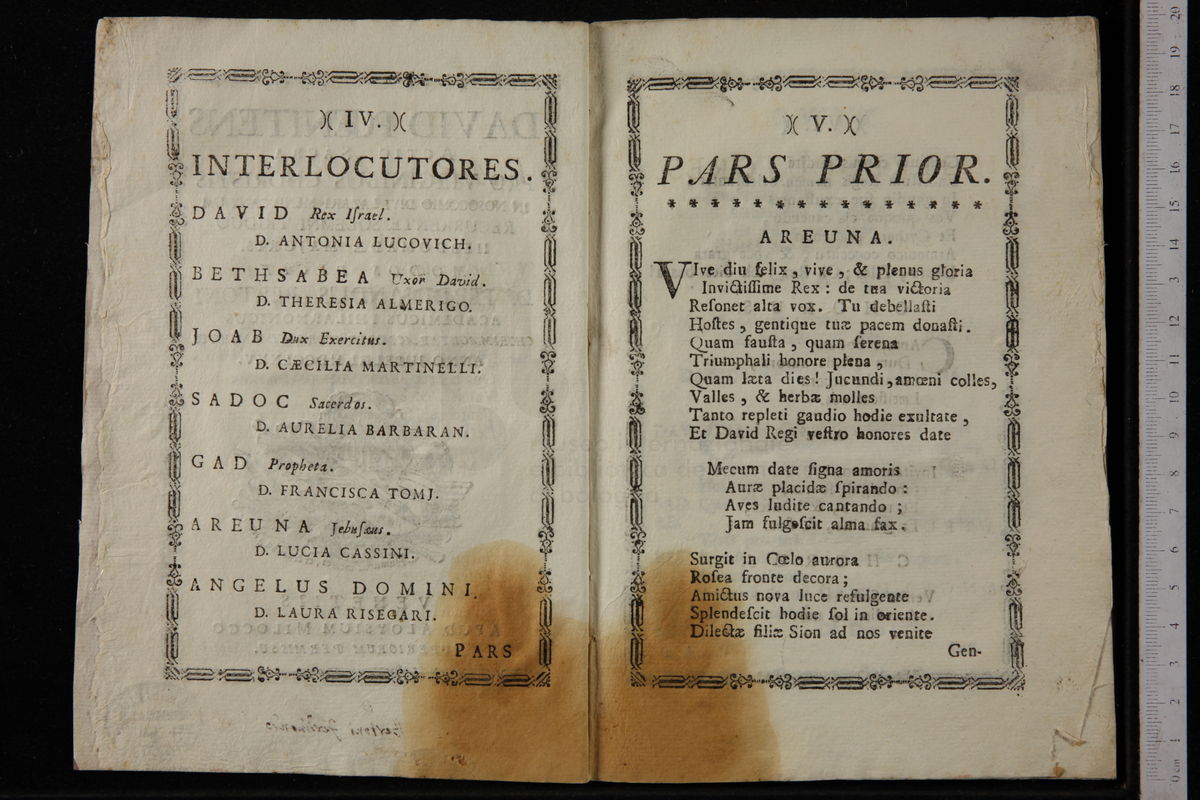 )( IV. )(
INTERLOCUTORES.
DAVID Rex Iſrael.
D. ANTONIA LUCOVICH.
BETHSABEA Uxor David.
D. THERESIA ALMERIGO.
JOAB Dux Exercitus.
D. CÆCILIA MARTINELLI.
SADOC Sacerdos.
D. AURELIA BARBARAN.
GAD Propheta.
D. FRANCISCA TOMJ.
AREUNA Jebuſæus.
D. LUCIA CASSINI.
ANGELUS DOMINI.
D. LAURA RISEGARI.
PARS
)( V. )(
PARS PRIOR.
* * * * * * * * * * * * * * *
AREUNA.
VIve diu felix, vive, & plenus gloria
Invictiſſime Rex: de tua victoria
Reſonet alta vox. Tu debellaſti
Hoſtes, gentique tuæ pacem donaſti.
Quam fauſta, quam ſerena
Triumphali honore plena,
Quam læta dies! Jucundi, amœni colles,
Valles, & herbæ molles
Tanto repleti gaudio hodie exultate,
Et David Regi veſtro honores date
Mecum date ſigna amoris
Auræ placidæ ſpirando:
Aves ludite cantando;
Jam fulgeſcit alma fax.
Surgit in Cœlo aurora
Roſea fronte decora;
Amictus nova luce refulgente
Splendeſcit hodie ſol in oriente.
Dilectæ filiæ Sion ad nos venite
Gen-